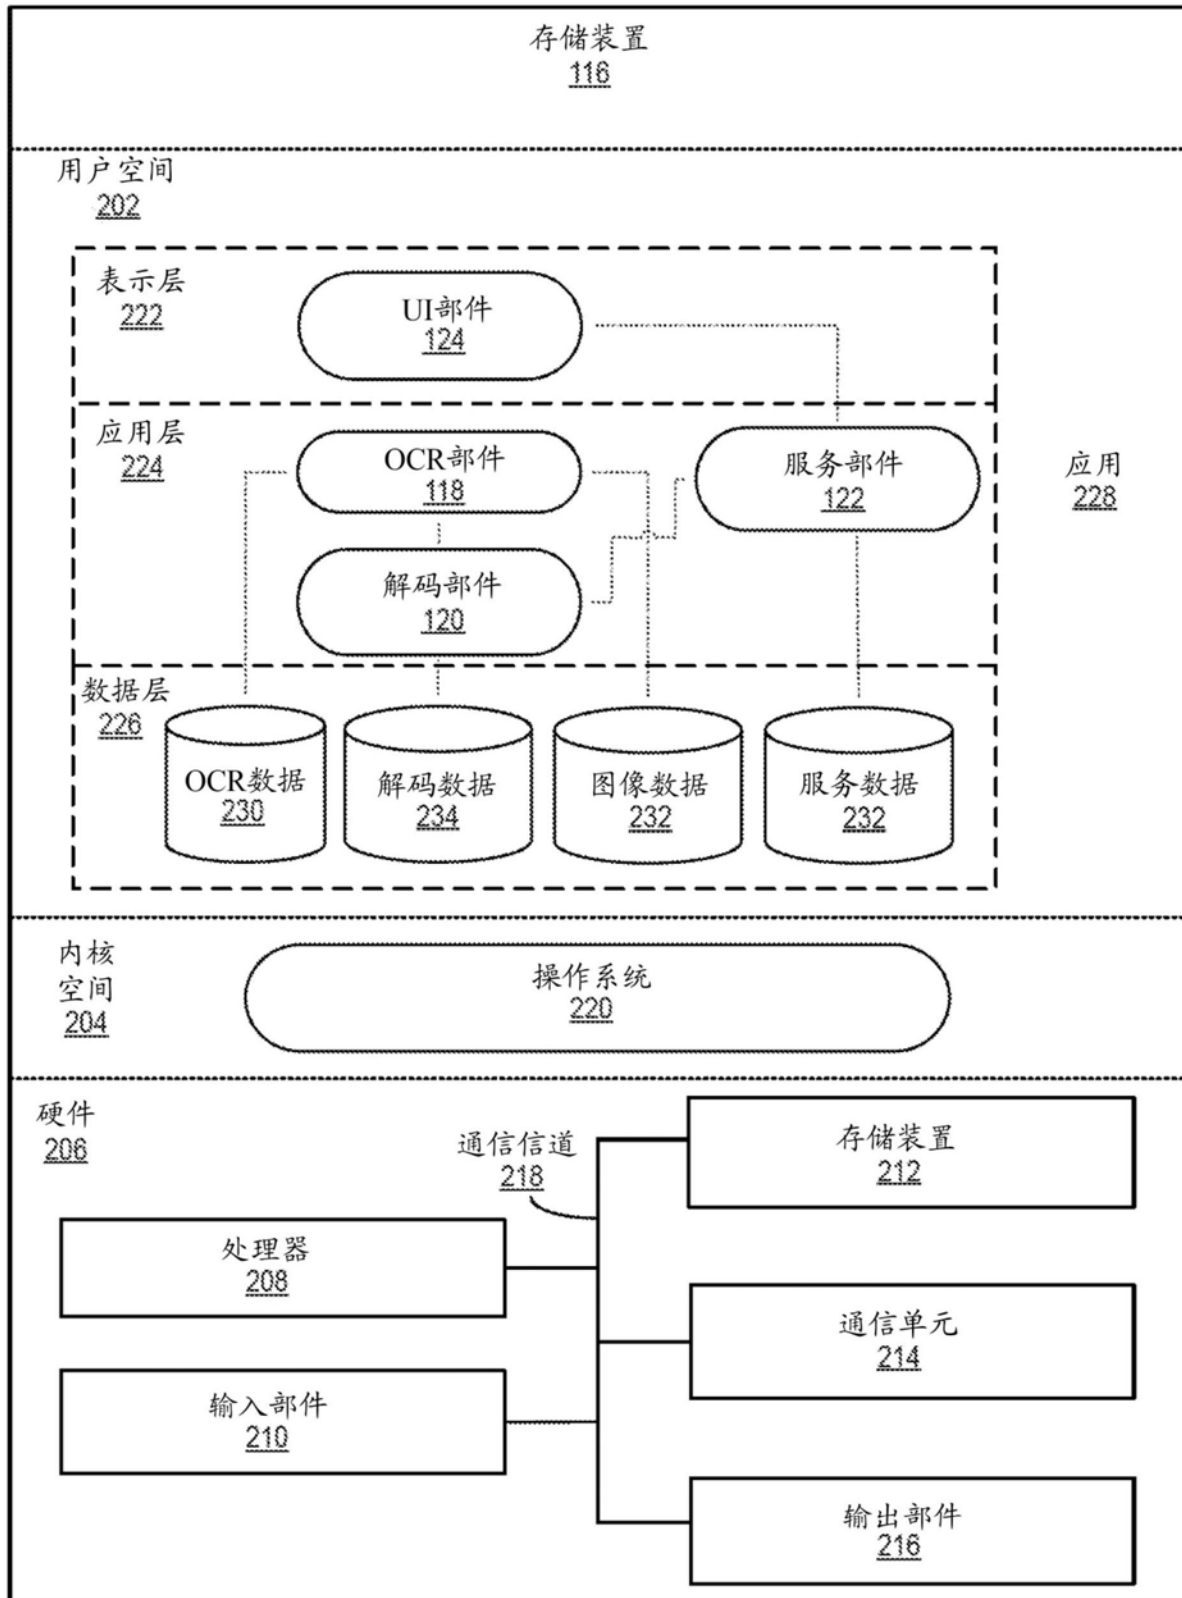 存储装置
116
用户空间
202
表示层
222
UI部件
124
应用层
224
OCR部件
118
服务部件
122
应用
228
解码部件
120
数据层
226
OCR数据
230
解码数据
234
图像数据
232
服务数据
232
内核
空间
204
操作系统
220
硬件
206
通信信道
218
存储装置
212
处理器
208
通信单元
214
输入部件
210
输出部件
216